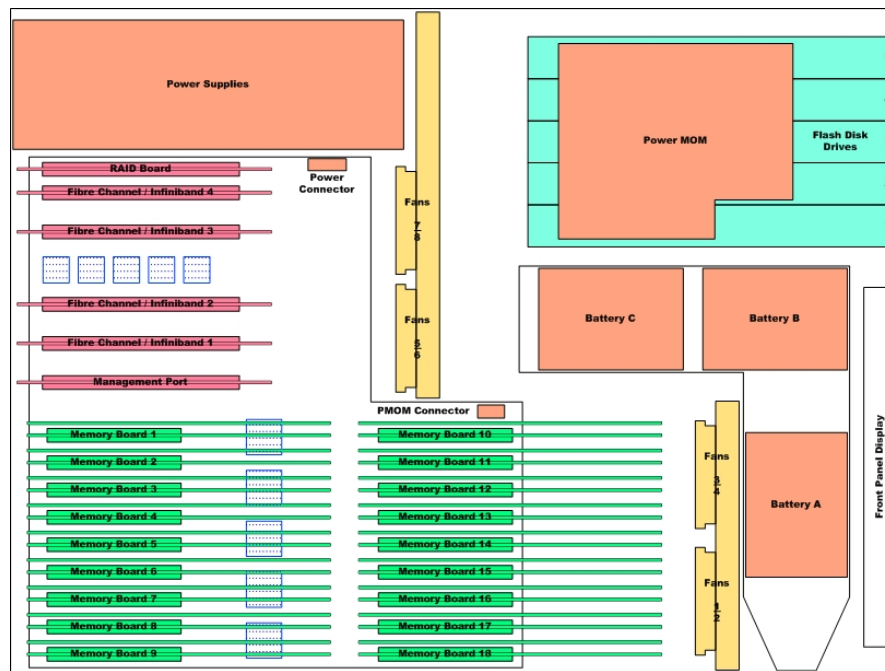 Power Supplies
Power MOM
Flash Disk
Drives
RAID Board
Power
Connector
Fibre Channel / Infiniband 4
Fans
7
8
Fibre Channel / Infiniband 3
Fibre Channel / Infiniband 2
Fans
5
6
Battery C
Battery B
Fibre Channel / Infiniband 1
Management Port
PMOM Connector
Memory Board 1
Memory Board 2
Memory Board 3
Memory Board 4
Memory Board 5
Memory Board 6
Memory Board 7
Memory Board 8
Memory Board 9
Memory Board 10
Memory Board 11
Memory Board 12
Memory Board 13
Memory Board 14
Memory Board 15
Memory Board 16
Memory Board 17
Memory Board 18
Fans
3
4
Fans
1
2
Battery A
Front Panel Display